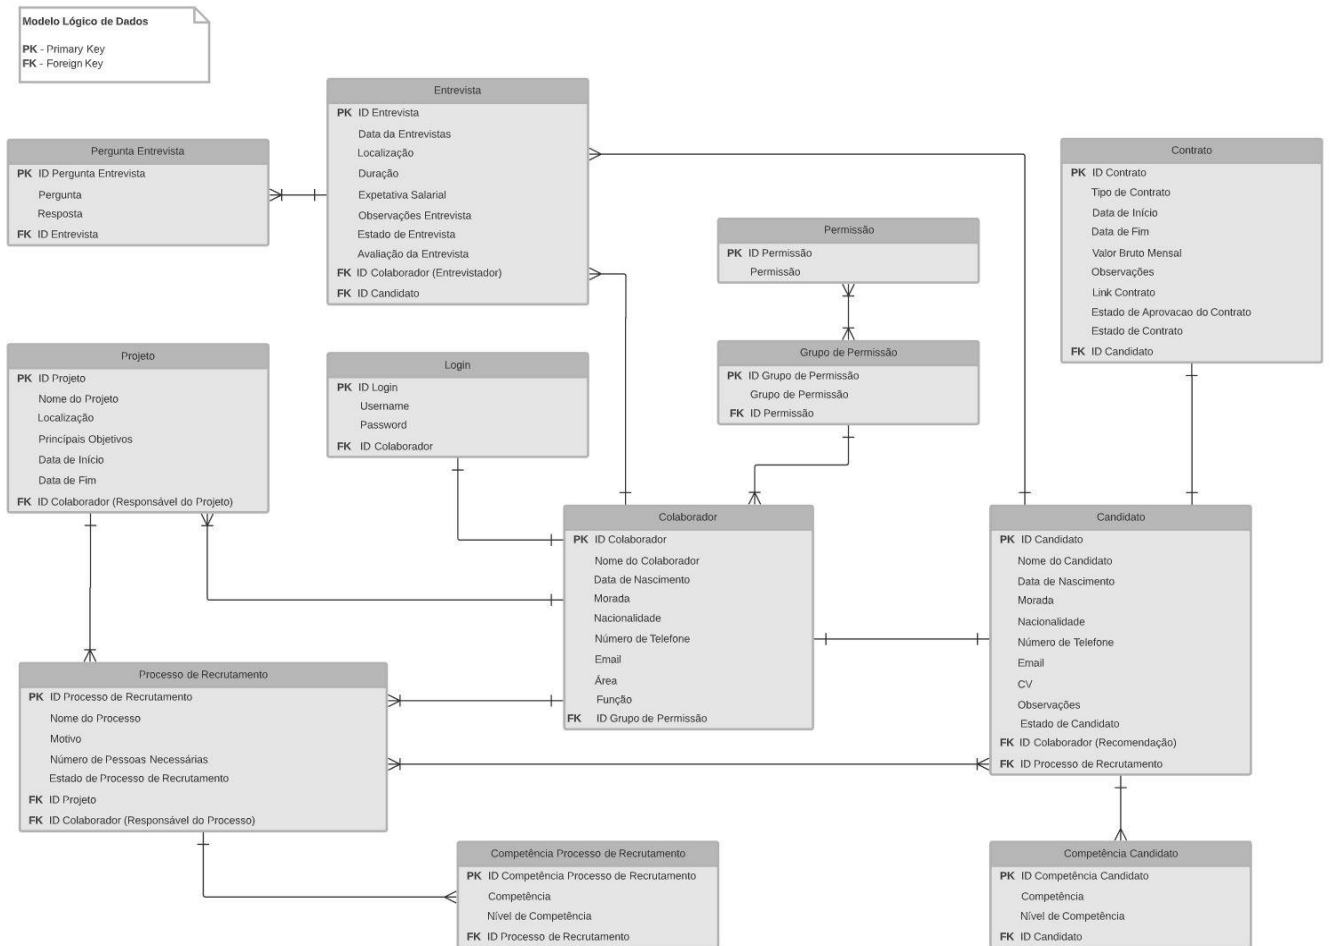 Modelo Lógico de Dados
PK - Primary Key
FK - Foreign Key
Entrevista
PK ID Entrevista
Data da Entrevistas
Localização
Duração
Expetativa Salarial
Observações Entrevista
Estado de Entrevista
Avaliação da Entrevista
FK ID Colaborador (Entrevistador)
FK ID Candidato
Pergunta Entrevista
PK ID Pergunta Entrevista
Pergunta
Resposta
FK ID Entrevista
Contrato
PK ID Contrato
Tipo de Contrato
Data de Início
Data de Fim
Valor Bruto Mensal
Observações
Link Contrato
Estado de Aprovacao do Contrato
Estado de Contrato
FK ID Candidato
Permissão
PK ID Permissão
Permissão
Grupo de Permissão
PK ID Grupo de Permissão
Grupo de Permissão
FK ID Permissão
Projeto
PK ID Projeto
Nome do Projeto
Localização
Princípais Objetivos
Data de Início
Data de Fim
FK ID Colaborador (Responsável do Projeto)
Login
PK ID Login
Username
Password
FK ID Colaborador
Colaborador
PK ID Colaborador
Nome do Colaborador
Data de Nascimento
Morada
Nacionalidade
Número de Telefone
Email
Área
Função
FK ID Grupo de Permissão
Candidato
PK ID Candidato
Nome do Candidato
Data de Nascimento
Morada
Nacionalidade
Número de Telefone
Email
CV
Observações
Estado de Candidato
FK ID Colaborador (Recomendação)
FK ID Processo de Recrutamento
Processo de Recrutamento
PK ID Processo de Recrutamento
Nome do Processo
Motivo
Número de Pessoas Necessárias
Estado de Processo de Recrutamento
FK ID Projeto
FK ID Colaborador (Responsável do Processo)
Competência Processo de Recrutamento
PK ID Competência Processo de Recrutamento
Competência
Nível de Competência
FK ID Processo de Recrutamento
Competência Candidato
PK ID Competência Candidato
Competência
Nível de Competência
FK ID Candidato